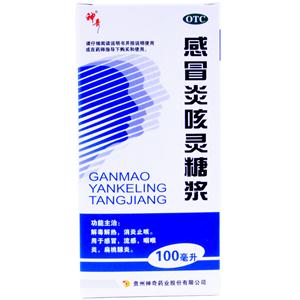 神奇
OTC
请仔细阅读说明书并按说明使用
或在药师指导下购买和使用。
感冒炎咳灵糖浆
GANMAO
YANKELING
TANGJIANG
功能主治:
解毒解热,消炎止咳。
用于感冒,流感,咽喉
炎,扁桃腺炎。
100毫升
贵州神奇药业股份有限公司